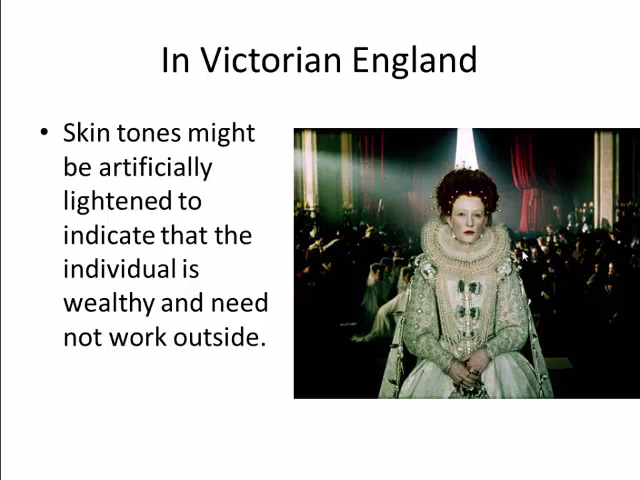 In Victorian England
• Skin tones might
be artificially
lightened to
indicate that the
individual is
wealthy and need
not work outside.